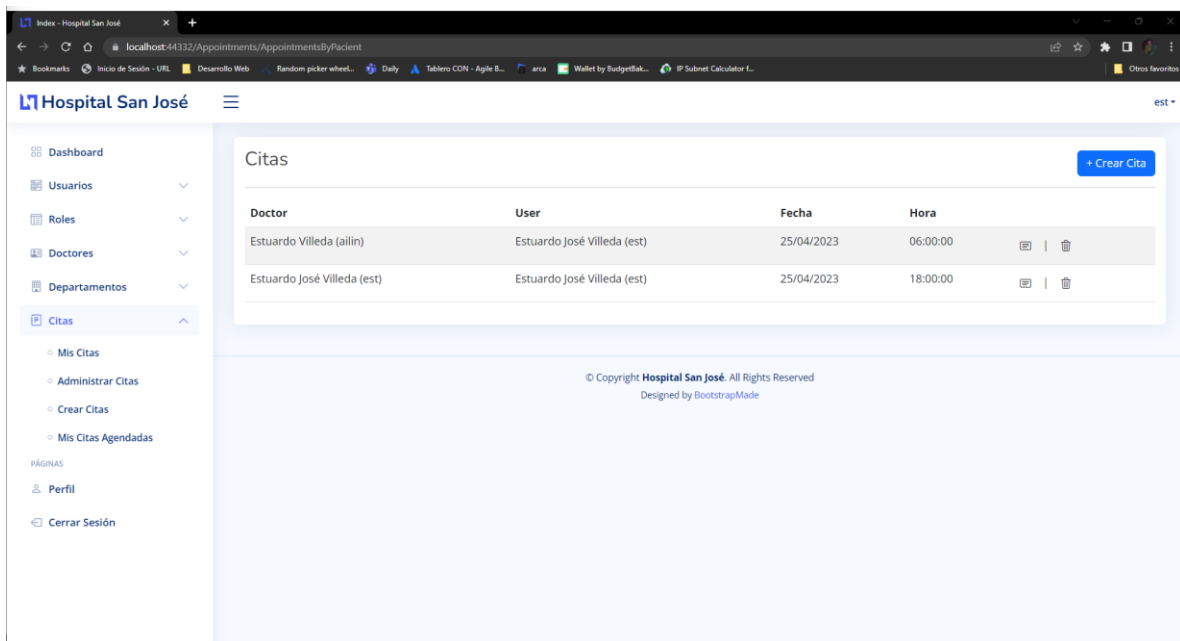 Index - Hospital San José
localhost:44332/Appointments/AppointmentsByPacient
Bookmarks Inicio de Sesión - URL Desarrollo Web Random picker wheel... Daily Tablero CON - Agile B... arca Wallet by BudgetBak... IP Subnet Calculator f... Otros favoritos
Hospital San José est
Dashboard
Usuarios
Roles
Doctores
Departamentos
Citas
Mis Citas
Administrar Citas
Crear Citas
Mis Citas Agendadas
PÁGINAS
Perfil
Cerrar Sesión
Citas + Crear Cita
Doctor User Fecha Hora
Estuardo Villeda (ailin) Estuardo José Villeda (est) 25/04/2023 06:00:00 |
Estuardo José Villeda (est) Estuardo José Villeda (est) 25/04/2023 18:00:00 |
© Copyright Hospital San José. All Rights Reserved
Designed by BootstrapMade